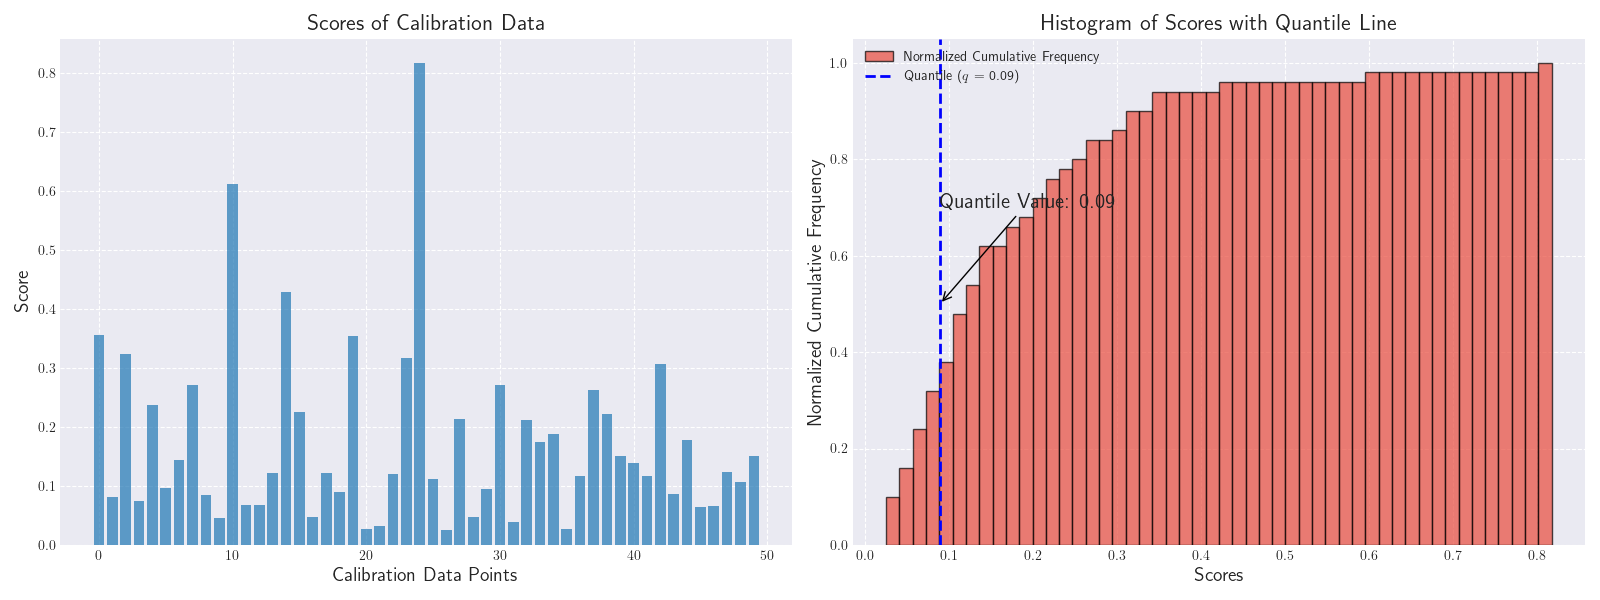 Scores of Calibration Data
Score
0.8
0.7
0.6
0.5
0.4
0.3
0.2
0.1
0.0
0 10 20 30 40 50
Calibration Data Points
Histogram of Scores with Quantile Line
Normalized Cumulative Frequency
Quantile (q = 0.09)
Quantile Value: 0.09
Normalized Cumulative Frequency
1.0
0.8
0.6
0.4
0.2
0.0
0.0 0.1 0.2 0.3 0.4 0.5 0.6 0.7 0.8
Scores